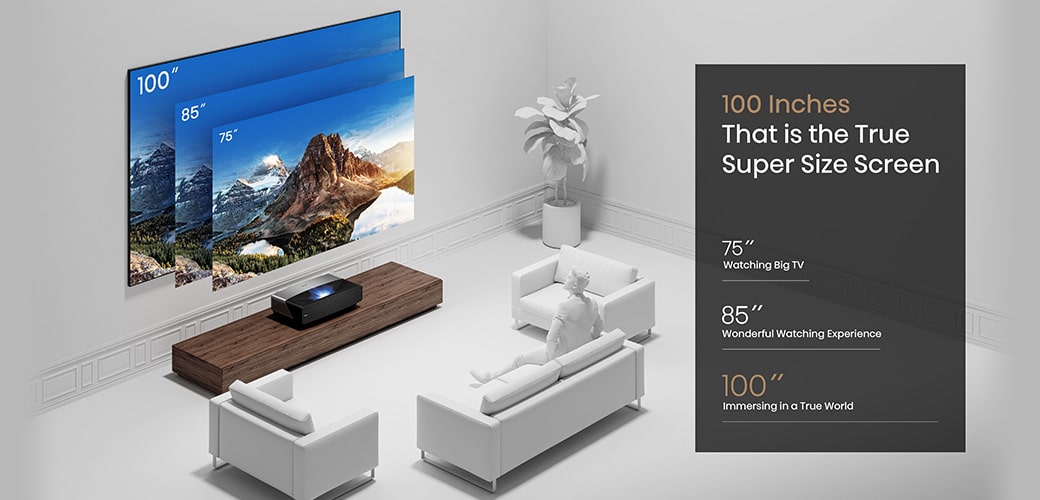 100″
85″
75″
100 Inches
That is the True
Super Size Screen
75″
Watching Big TV
85″
Wonderful Watching Experience
100″
Immersing in a True World